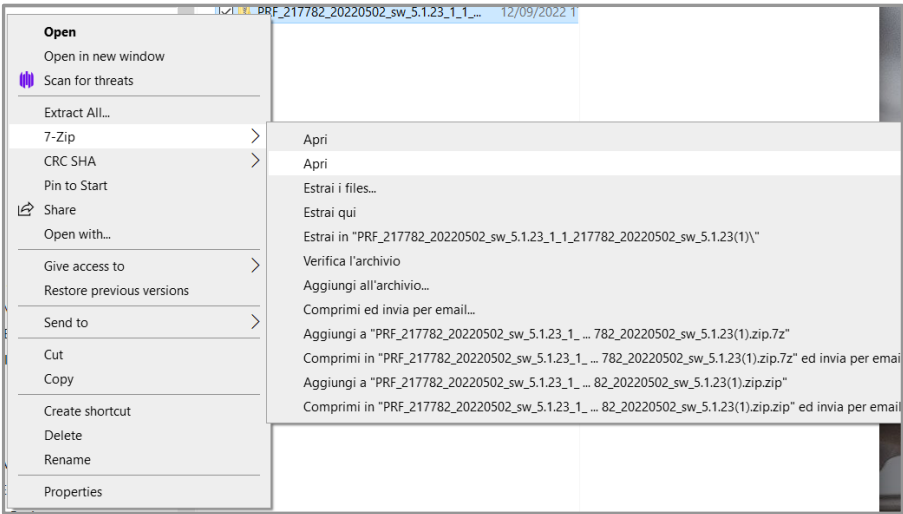 PRF_217782_20220502_sw_5.1.23_1_1_... 12/09/2022 1
Open
Open in new window
Scan for threats
Extract All...
7-Zip
CRC SHA
Pin to Start
Share
Open with...
Give access to
Restore previous versions
Send to
Cut
Copy
Create shortcut
Delete
Rename
Properties
Apri
Apri
Estrai i files...
Estrai qui
Estrai in "PRF_217782_20220502_sw_5.1.23_1_1_217782_20220502_sw_5.1.23(1)\"
Verifica l'archivio
Aggiungi all'archivio...
Comprimi ed invia per email...
Aggiungi a "PRF_217782_20220502_sw_5.1.23_1_ ... 782_20220502_sw_5.1.23(1).zip.7z"
Comprimi in "PRF_217782_20220502_sw_5.1.23_1_ ... 782_20220502_sw_5.1.23(1).zip.7z" ed invia per emai
Aggiungi a "PRF_217782_20220502_sw_5.1.23_1_ ... 82_20220502_sw_5.1.23(1).zip.zip"
Comprimi in "PRF_217782_20220502_sw_5.1.23_1_ ... 82_20220502_sw_5.1.23(1).zip.zip" ed invia per email